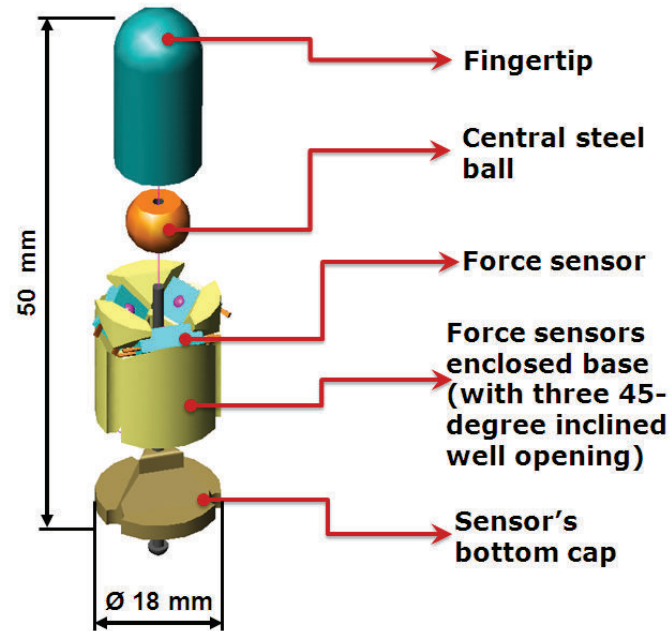 Fingertip
Central steel
ball
Force sensor
Force sensors
enclosed base
(with three 45-
degree inclined
well opening)
Sensor's
bottom cap
50 mm
Ø 18 mm